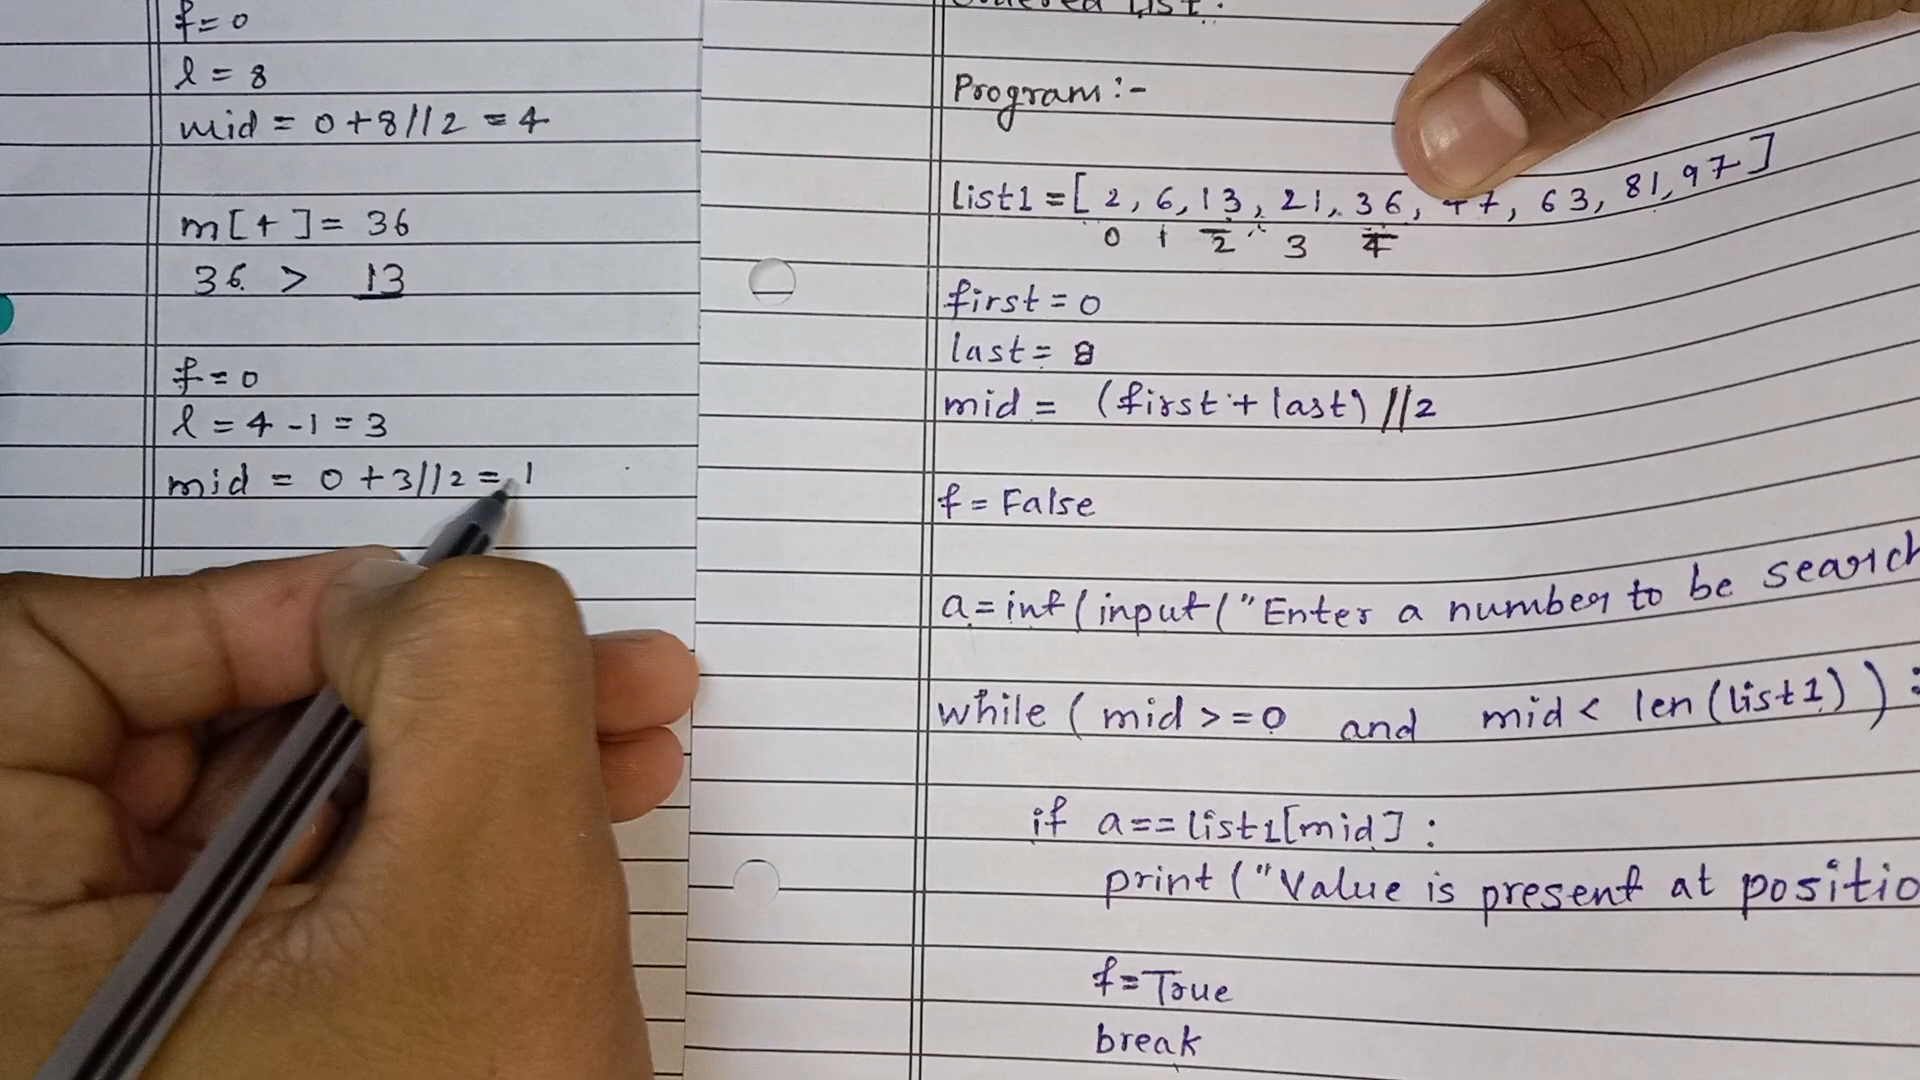 f=0
l = 8
mid = 0+8//2 = 4
m[4] = 36
36 > 13
f=0
l = 4-1 = 3
mid = 0+3//2 = 1
List:
Program:-
list1=[2, 6, 13, 21, 36, 47, 63, 81, 97]
0 1 2 3 4
first=0
last= 8
mid = (first+last)//2
f = False
a=int(input("Enter a number to be search
while (mid >=0 and mid < len(list1)):
if a==list1[mid]:
print("Value is present at positio
f=True
break